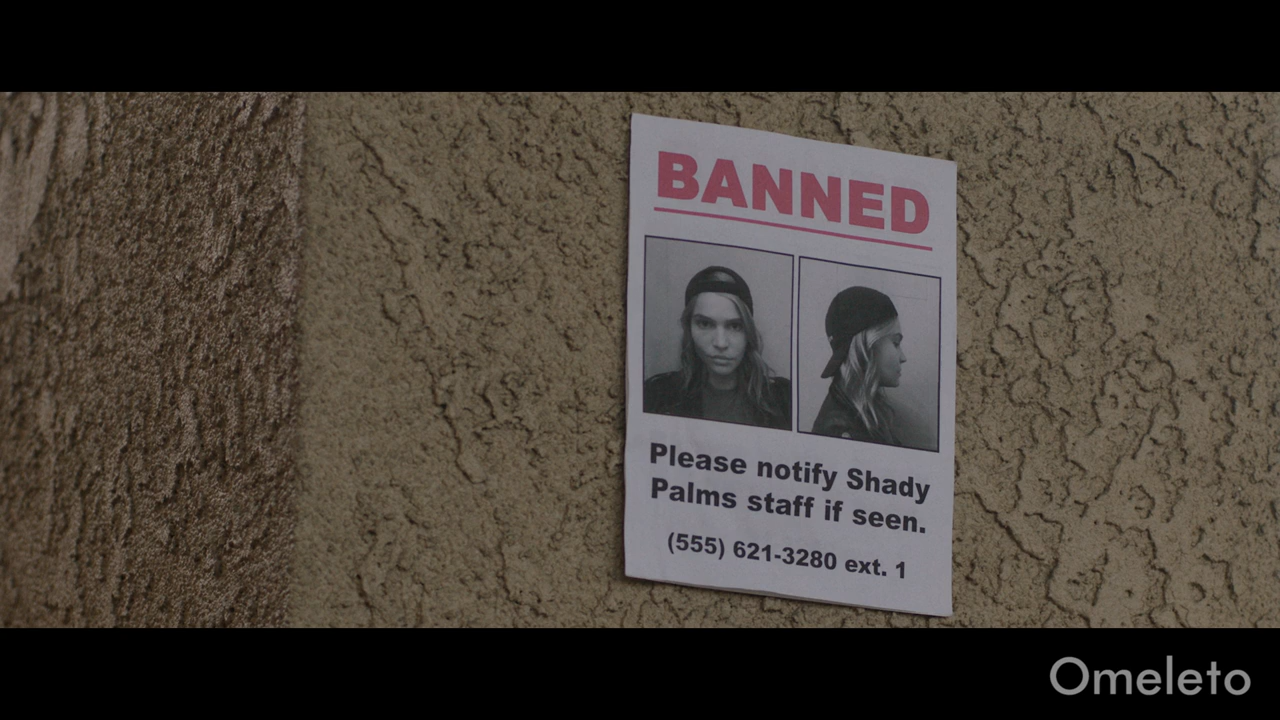 BANNED
Please notify Shady
Palms staff if seen.
(555) 621-3280 ext. 1
Omeleto